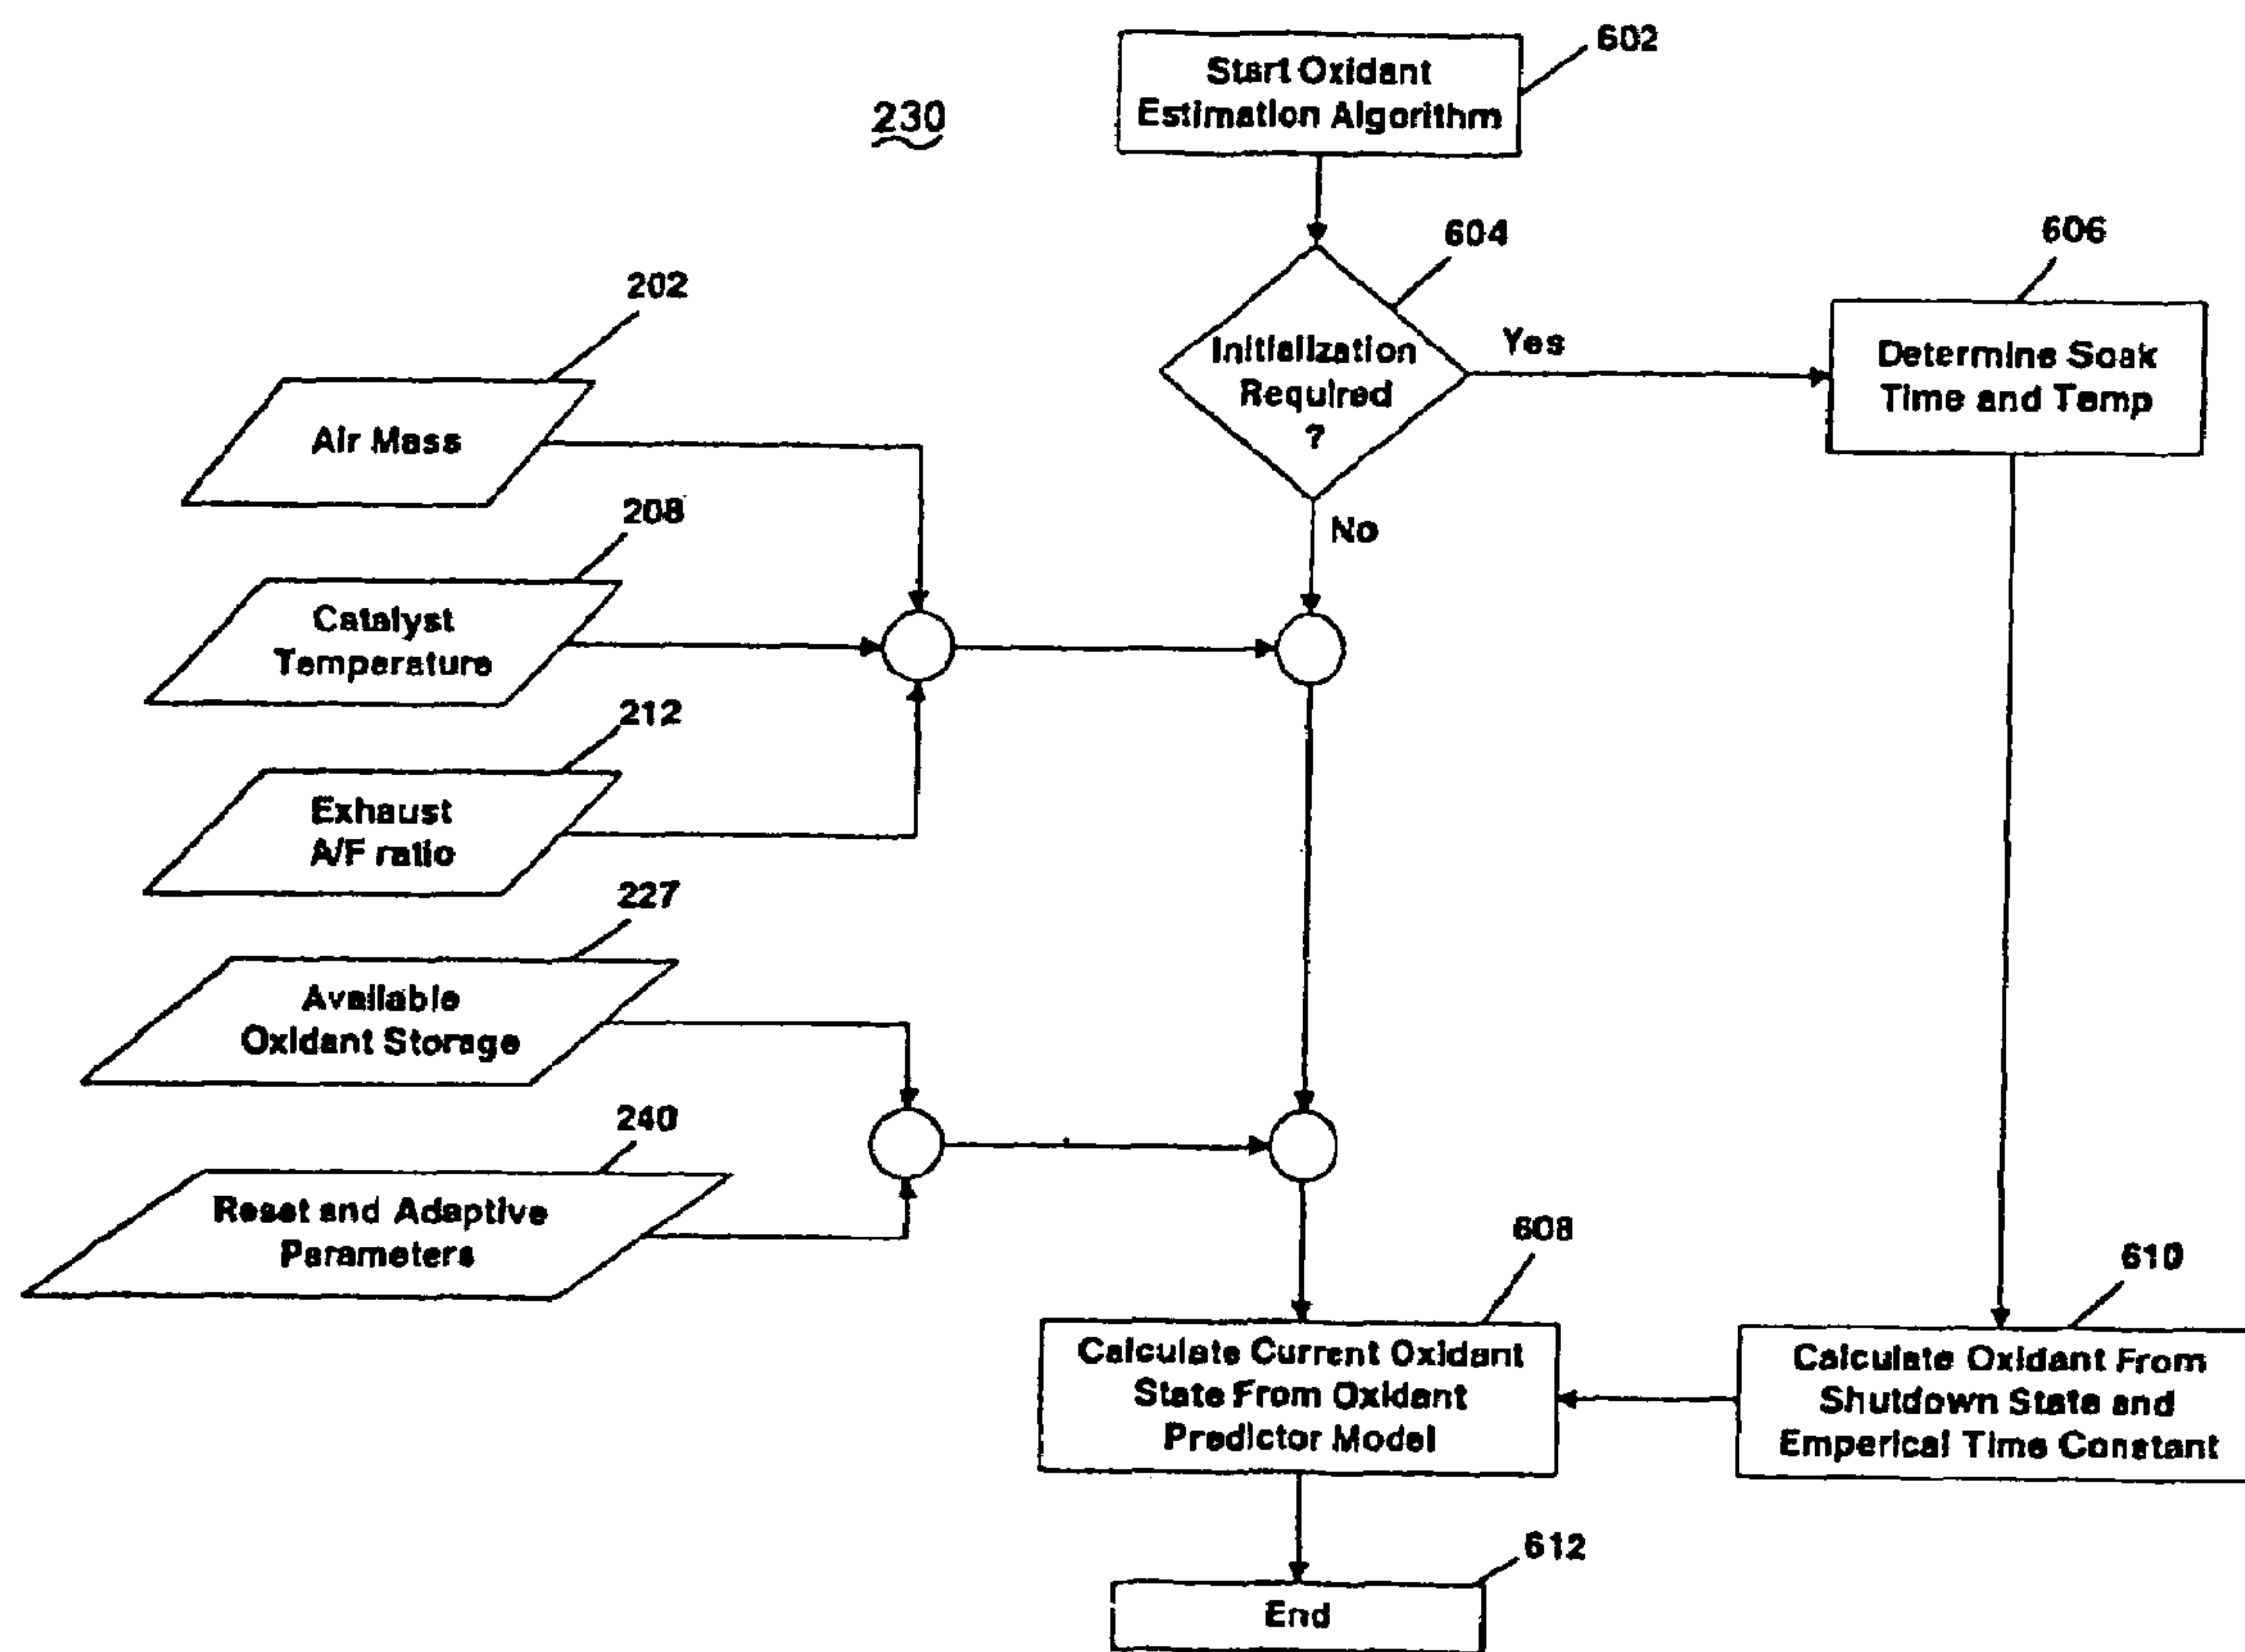 602
Start Oxidant
Estimation Algorithm
230
604
606
Initialization
Required
?
Yes
No
Determine Soak
Time and Temp
202
Air Mass
208
Catalyst
Temperature
212
Exhaust
A/F ratio
227
Available
Oxidant Storage
240
Reset and Adaptive
Parameters
608
Calculate Current Oxidant
State From Oxidant
Predictor Model
610
Calculate Oxidant From
Shutdown State and
Emperical Time Constant
612
End